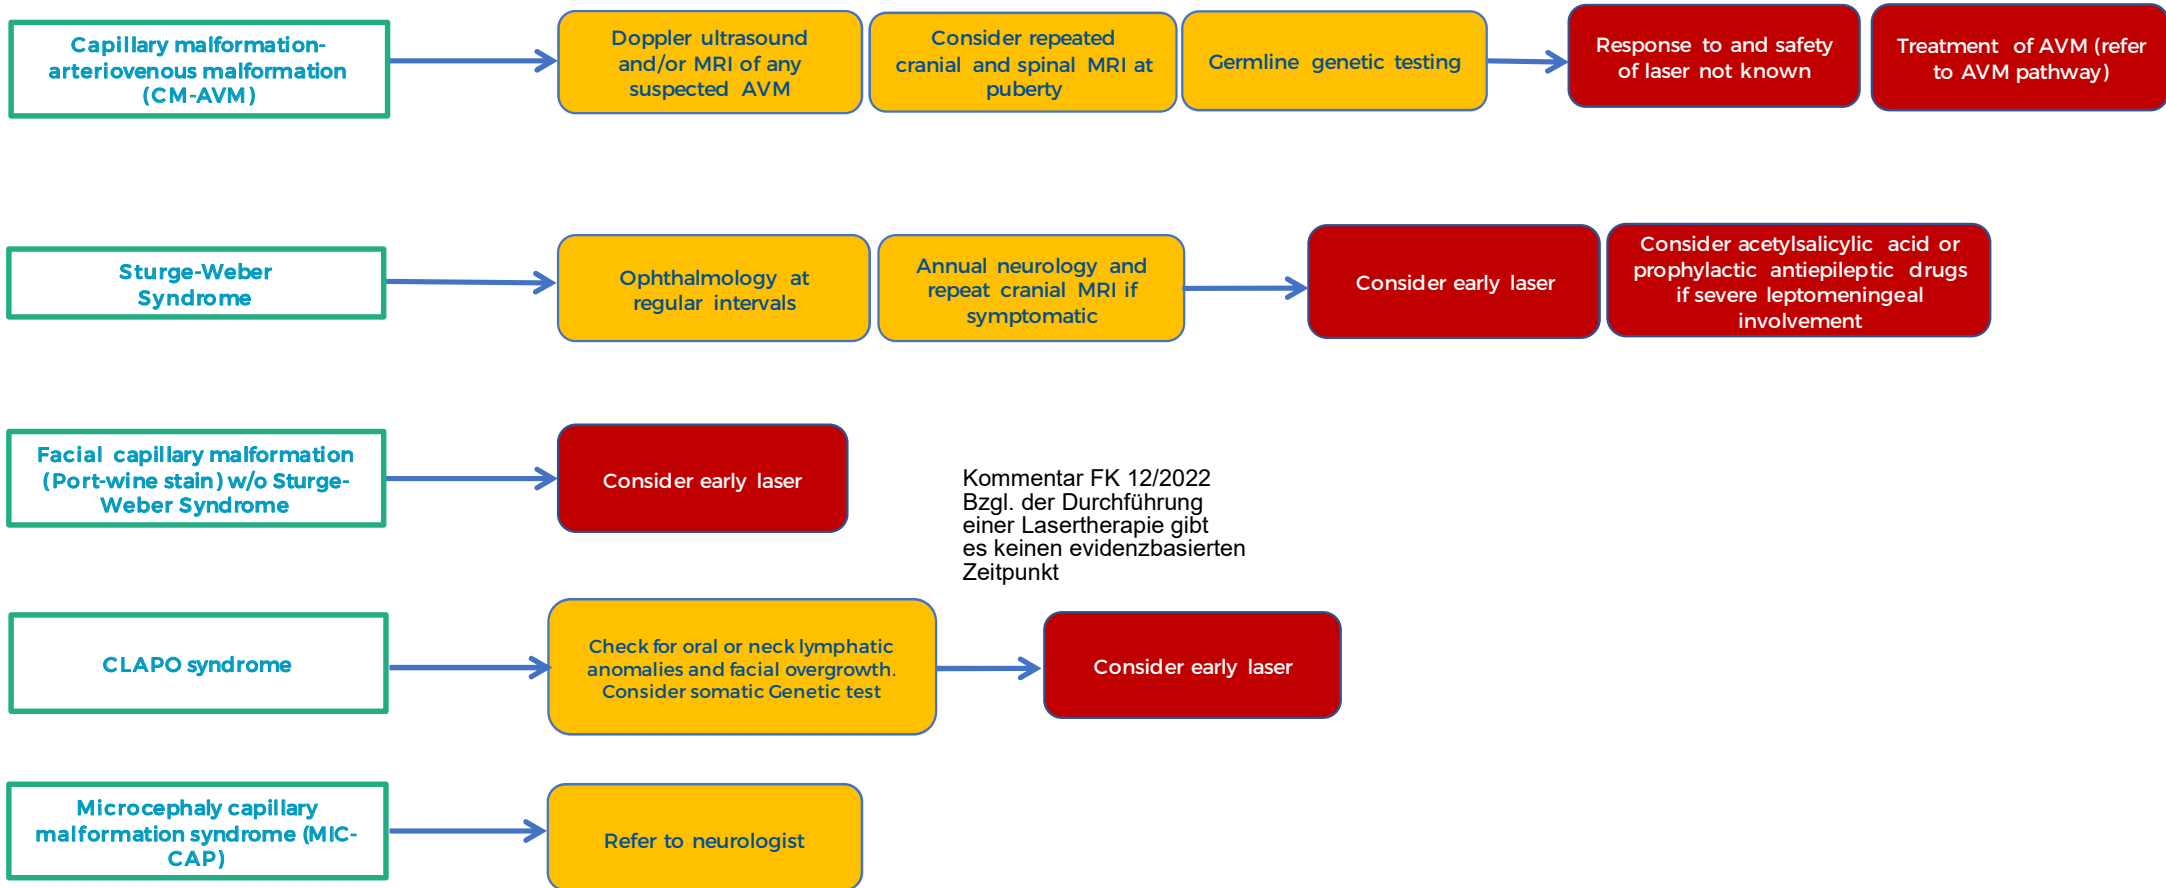 Capillary malformation-
arteriovenous malformation
(CM-AVM)
Doppler ultrasound
and/or MRI of any
suspected AVM
Consider repeated
cranial and spinal MRI at
puberty
Germline genetic testing
Response to and safety
of laser not known
Treatment of AVM (refer
to AVM pathway)
Sturge-Weber
Syndrome
Ophthalmology at
regular intervals
Annual neurology and
repeat cranial MRI if
symptomatic
Consider early laser
Consider acetylsalicylic acid or
prophylactic antiepileptic drugs
if severe leptomeningeal
involvement
Facial capillary malformation
(Port-wine stain) w/o Sturge-
Weber Syndrome
Consider early laser
Kommentar FK 12/2022
Bzgl. der Durchführung
einer Lasertherapie gibt
es keinen evidenzbasierten
Zeitpunkt
CLAPO syndrome
Check for oral or neck lymphatic
anomalies and facial overgrowth.
Consider somatic Genetic test
Consider early laser
Microcephaly capillary
malformation syndrome (MIC-
CAP)
Refer to neurologist